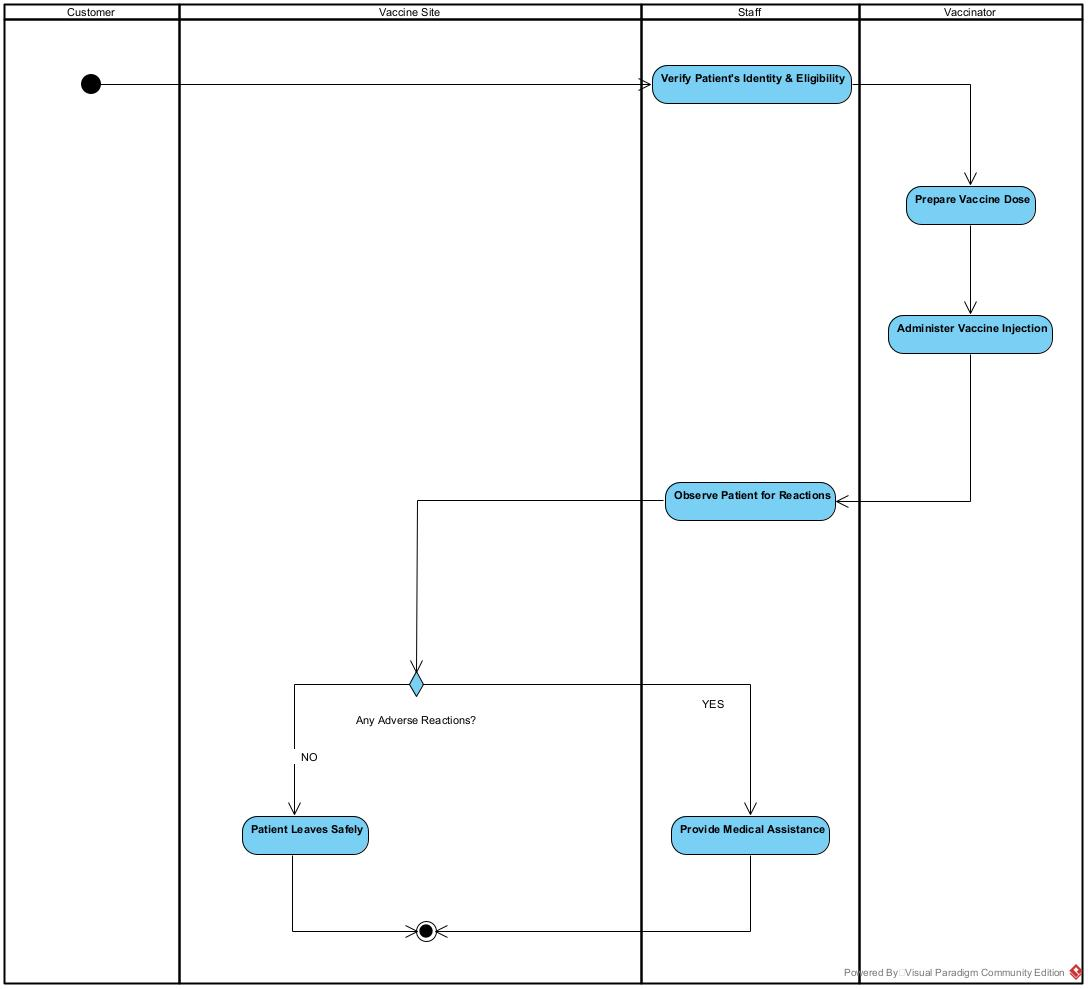 Customer
Vaccine Site
Staff
Vaccinator
Verify Patient's Identity & Eligibility
Prepare Vaccine Dose
Administer Vaccine Injection
Observe Patient for Reactions
YES
Any Adverse Reactions?
NO
Patient Leaves Safely
Provide Medical Assistance
Powered By Visual Paradigm Community Edition